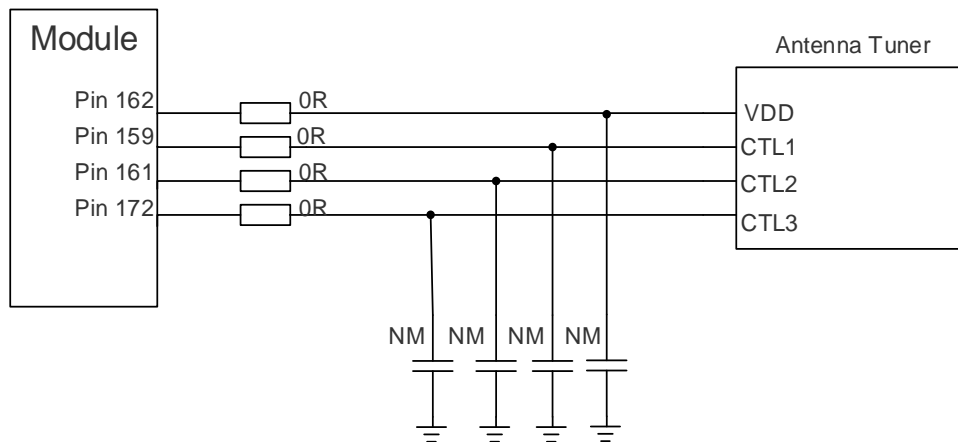 Module
Antenna Tuner
Pin 162 0R VDD
Pin 159 0R CTL1
Pin 161 0R CTL2
Pin 172 0R CTL3
NM NM NM NM